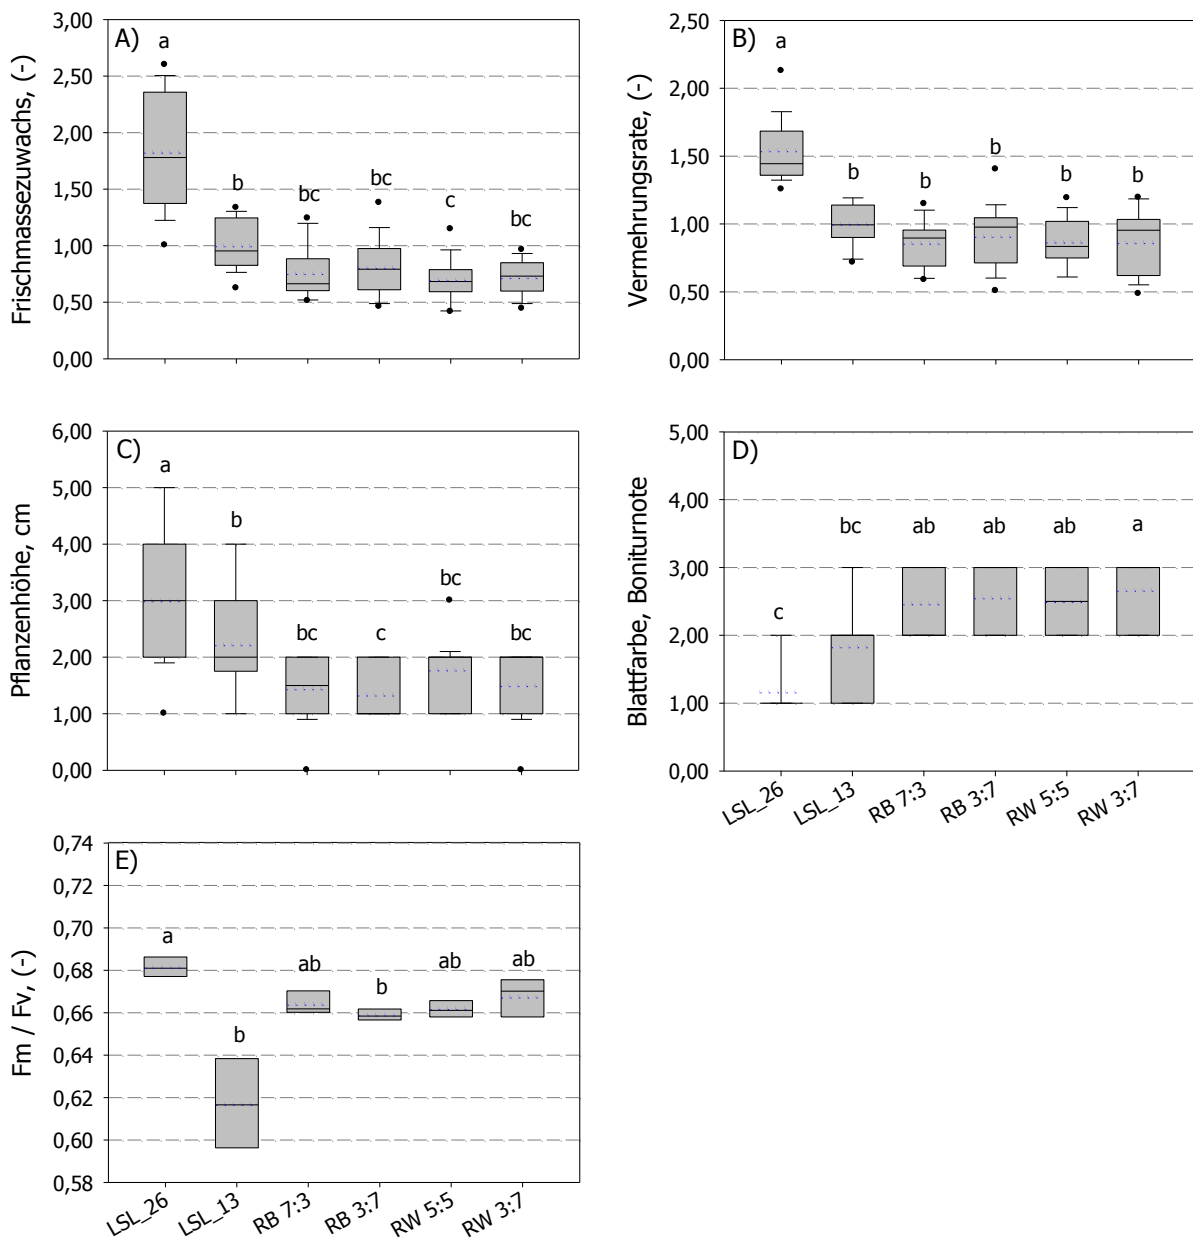 A)
Frischmassezuwachs, (-)
3,00
2,50
2,00
1,50
1,00
0,50
0,00
a
b
bc
bc
c
bc
B)
Vermehrungsrate, (-)
2,50
2,00
1,50
1,00
0,50
0,00
a
b
b
b
b
b
C)
Pflanzenhöhe, cm
6,00
5,00
4,00
3,00
2,00
1,00
0,00
a
b
bc
c
bc
bc
D)
Blattfarbe, Boniturnote
5,00
4,00
3,00
2,00
1,00
0,00
c
bc
ab
ab
ab
a
LSL_26
LSL_13
RB 7:3
RB 3:7
RW 5:5
RW 3:7
E)
Fm / Fv, (-)
0,74
0,72
0,70
0,68
0,66
0,64
0,62
0,60
0,58
a
b
ab
b
ab
ab
LSL_26
LSL_13
RB 7:3
RB 3:7
RW 5:5
RW 3:7